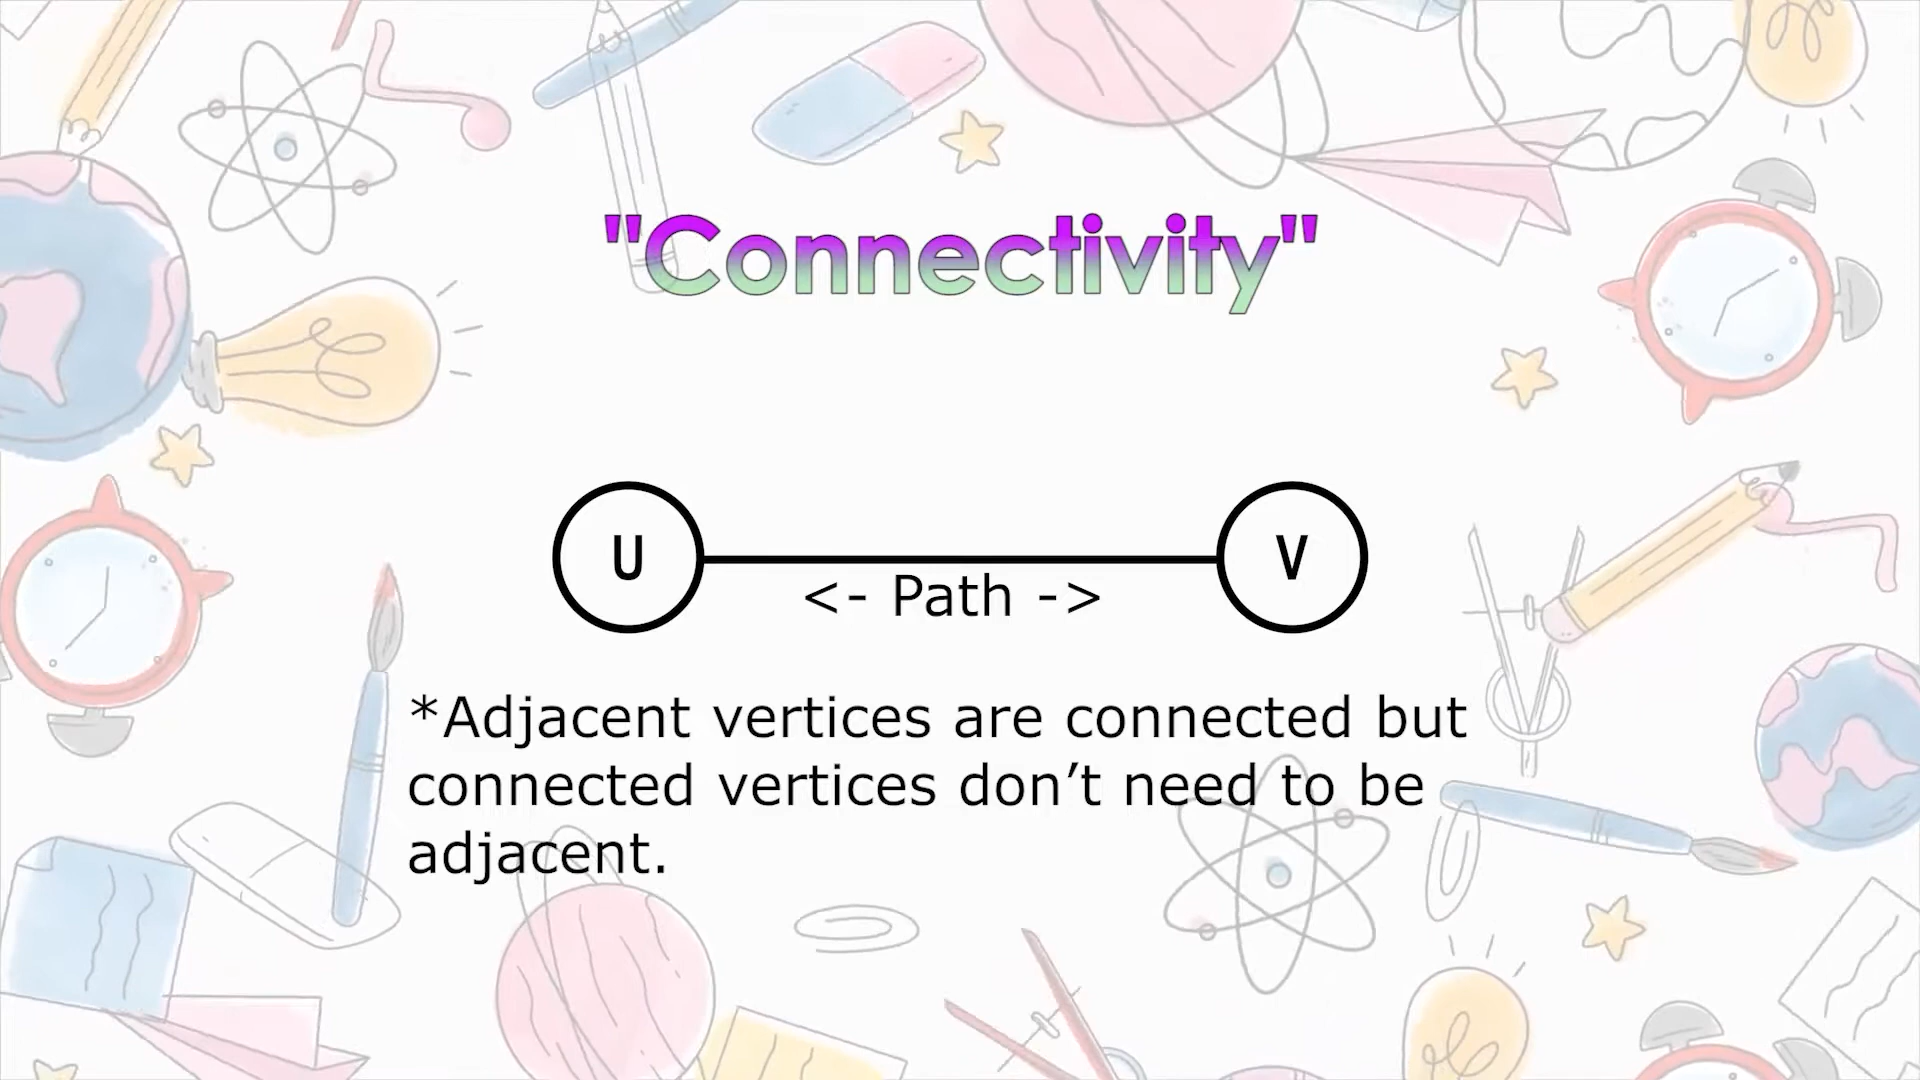 "Connectivity"
U V
<- Path ->
*Adjacent vertices are connected but
connected vertices don’t need to be
adjacent.